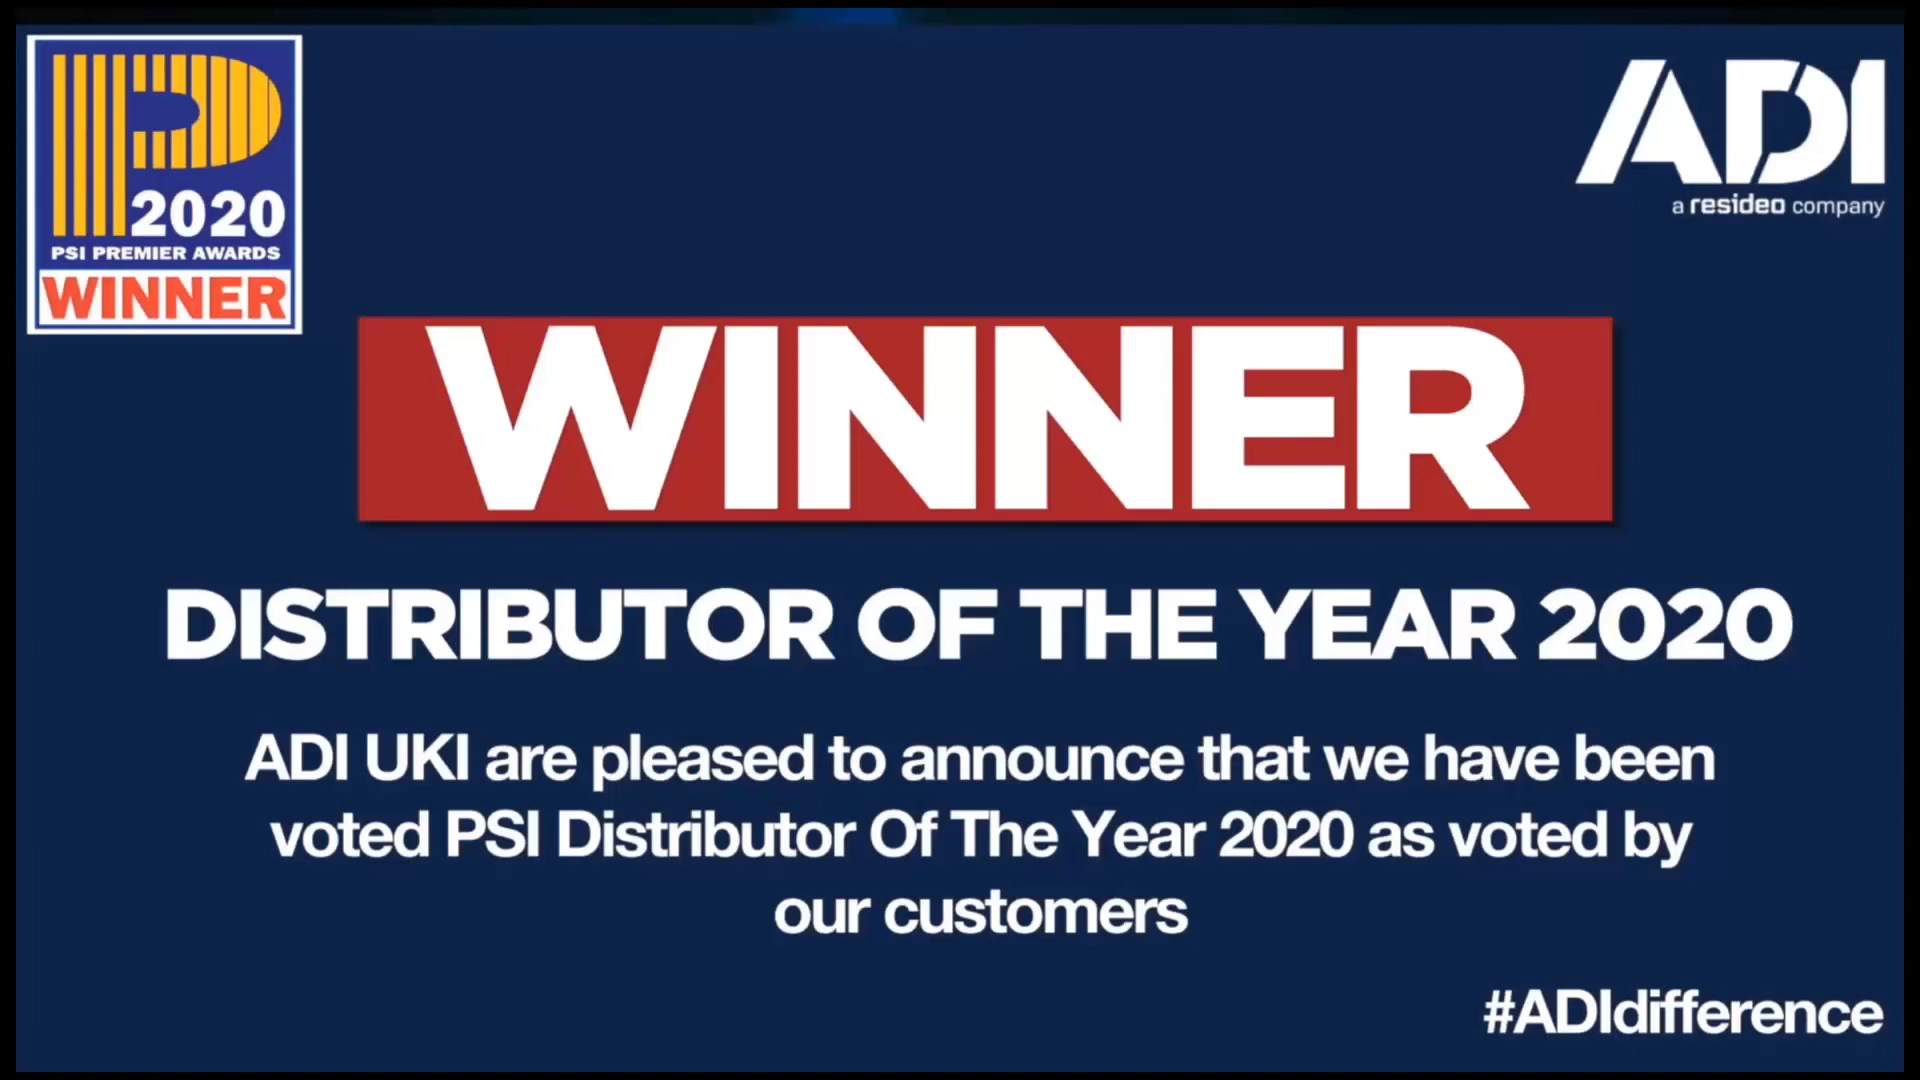 2020
PSI PREMIER AWARDS
WINNER
ADI
a resideo company
WINNER
DISTRIBUTOR OF THE YEAR 2020
ADI UKI are pleased to announce that we have been
voted PSI Distributor Of The Year 2020 as voted by
our customers
#ADIdifference